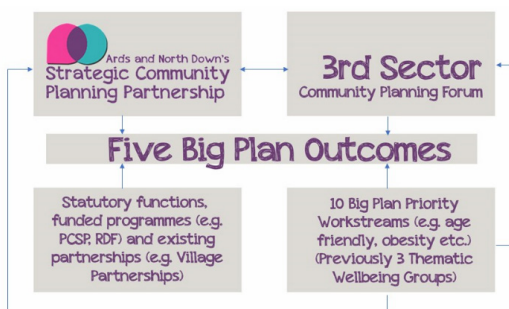 Ards and North Down's
Strategic Community
Planning Partnership
3rd Sector
Community Planning Forum
Five Big Plan Outcomes
Statutory functions,
funded programmes (e.g.
PCSP, RDF) and existing
partnerships (e.g. Village
Partnerships)
10 Big Plan Priority
Workstreams (e.g. age
friendly, obesity etc.)
(Previously 3 Thematic
Wellbeing Groups)